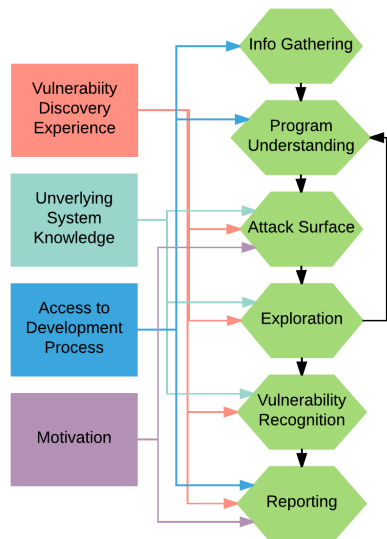 Info Gathering
Vulnerabiity
Discovery
Experience
Program
Understanding
Unverlying
System
Knowledge
Attack Surface
Access to
Development
Process
Exploration
Vulnerability
Recognition
Motivation
Reporting